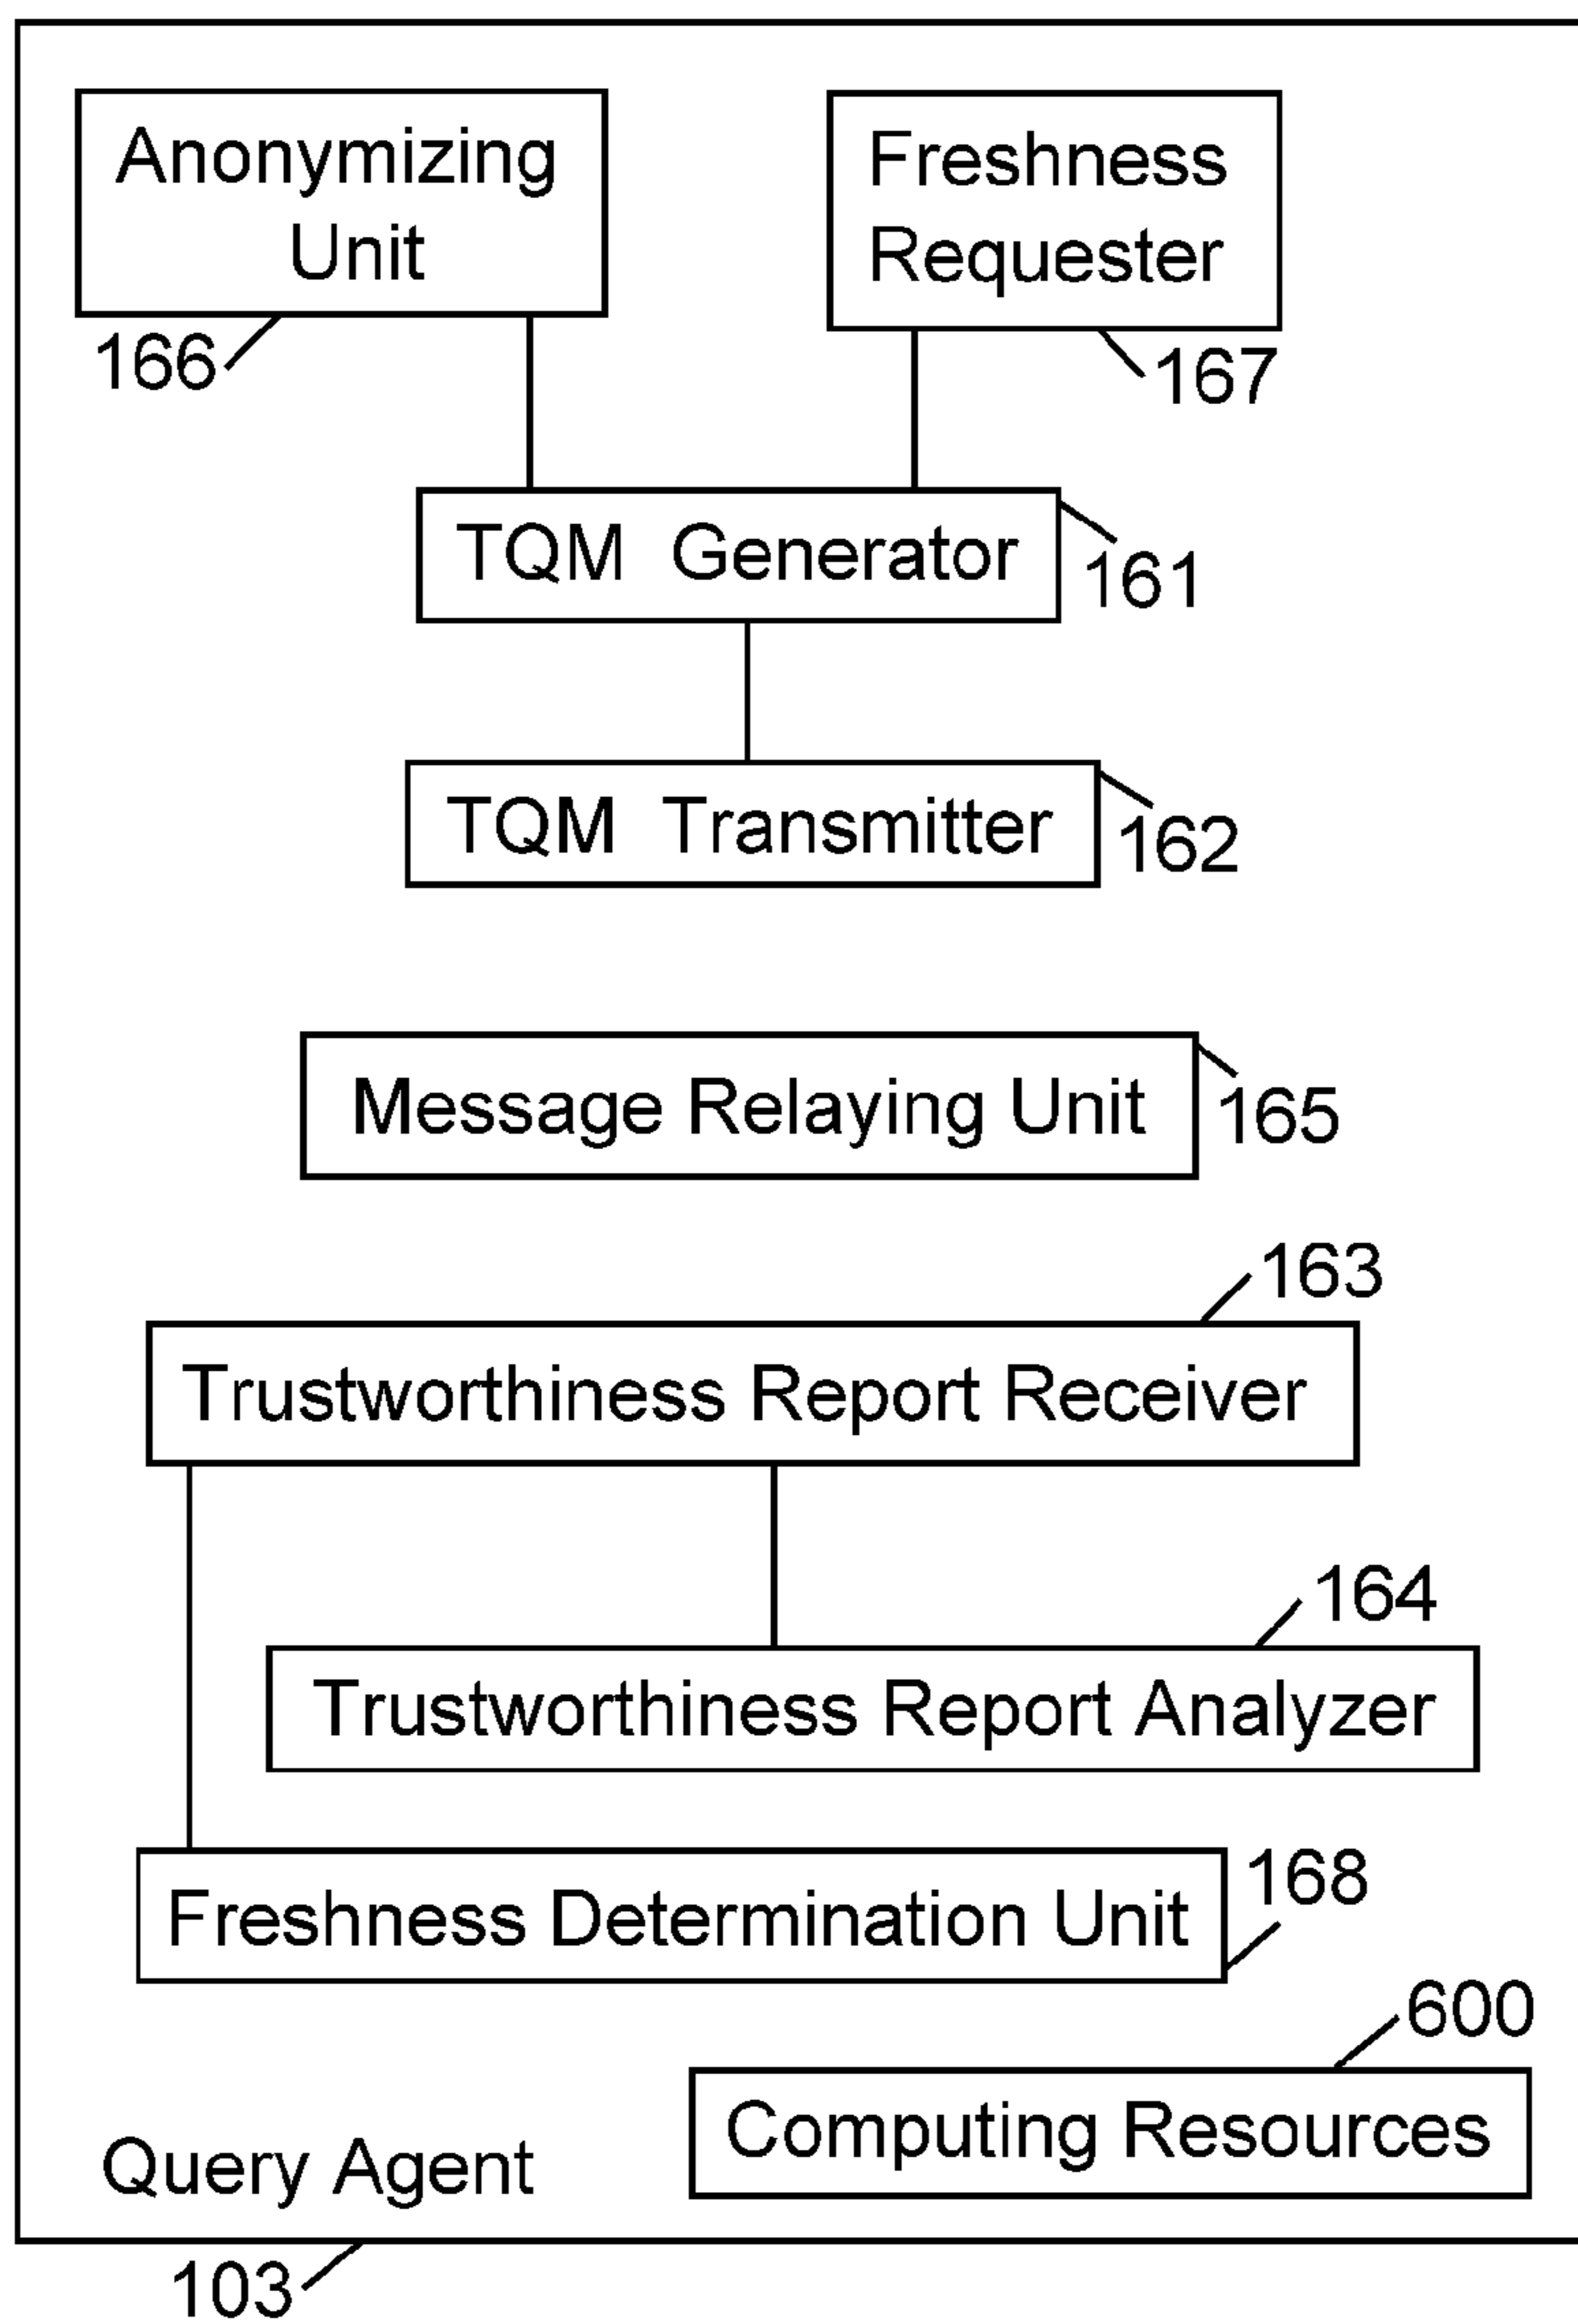 Anonymizing
Unit
166
Freshness
Requester
167
TQM Generator
161
TQM Transmitter
162
Message Relaying Unit
165
163
Trustworthiness Report Receiver
164
Trustworthiness Report Analyzer
168
Freshness Determination Unit
600
Computing Resources
Query Agent
103